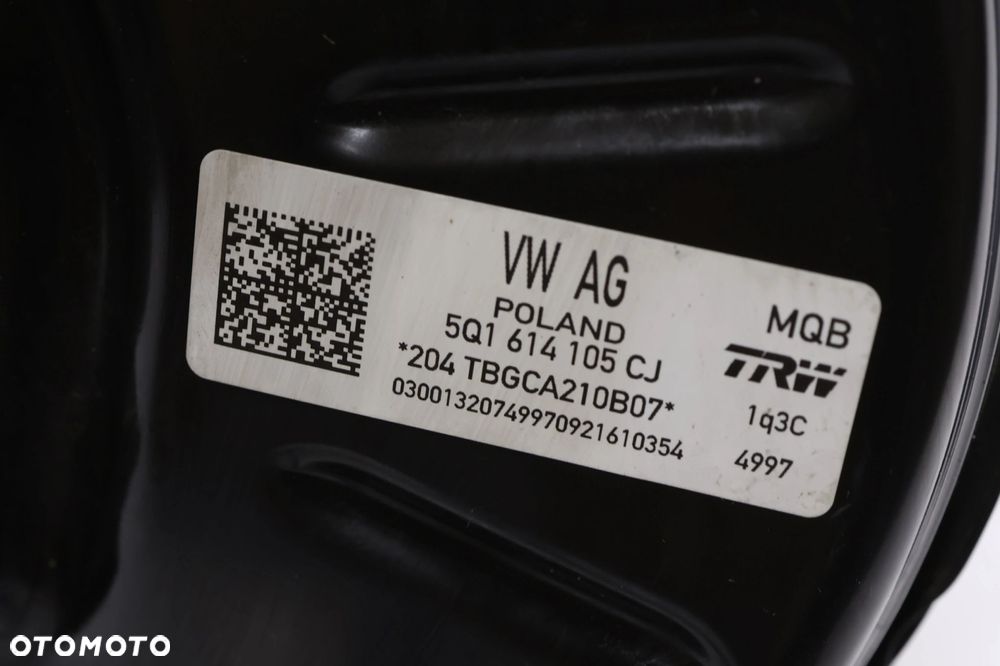 VW AG
POLAND
5Q1 614 105 CJ
*204 TBGCA210B07*
03001320749970921610354
MQB
TRW
1q3C
4997
OTOMOTO